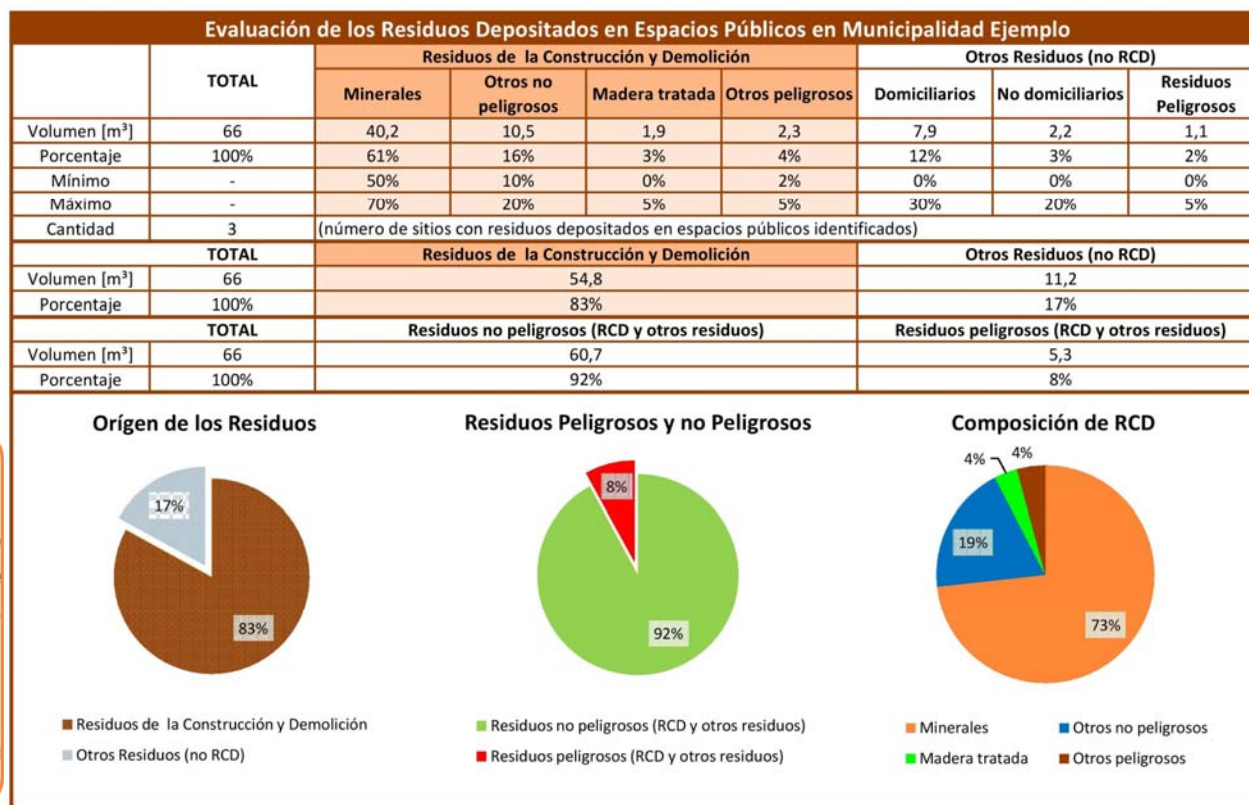 Evaluación de los Residuos Depositados en Espacios Públicos en Municipalidad Ejemplo
TOTAL Residuos de la Construcción y Demolición Otros Residuos (no RCD)
Minerales Otros no peligrosos Madera tratada Otros peligrosos Domiciliarios No domiciliarios Residuos Peligrosos
Volumen [m³] 66 40,2 10,5 1,9 2,3 7,9 2,2 1,1
Porcentaje 100% 61% 16% 3% 4% 12% 3% 2%
Mínimo - 50% 10% 0% 2% 0% 0% 0%
Máximo - 70% 20% 5% 5% 30% 20% 5%
Cantidad 3 (número de sitios con residuos depositados en espacios públicos identificados)
TOTAL Residuos de la Construcción y Demolición Otros Residuos (no RCD)
Volumen [m³] 66 54,8 11,2
Porcentaje 100% 83% 17%
TOTAL Residuos no peligrosos (RCD y otros residuos) Residuos peligrosos (RCD y otros residuos)
Volumen [m³] 66 60,7 5,3
Porcentaje 100% 92% 8%
Orígen de los Residuos
17%
83%
Residuos de la Construcción y Demolición
Otros Residuos (no RCD)
Residuos Peligrosos y no Peligrosos
8%
92%
Residuos no peligrosos (RCD y otros residuos)
Residuos peligrosos (RCD y otros residuos)
Composición de RCD
4% 4%
19%
73%
Minerales Otros no peligrosos
Madera tratada Otros peligrosos